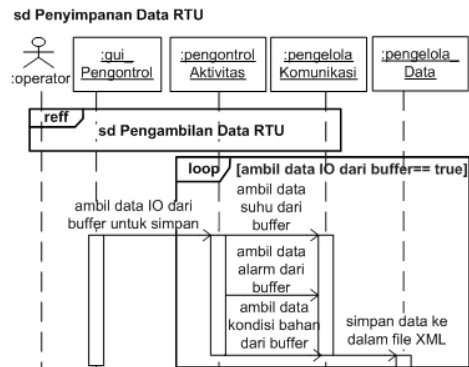 sd Penyimpanan Data RTU
:operator
:gui_
Pengontrol
:pengontrol
Aktivitas
:pengelola
Komunikasi
:pengelola_
Data
reff
sd Pengambilan Data RTU
loop
[ambil data IO dari buffer== true]
ambil data IO dari
buffer untuk simpan
ambil data
suhu dari
buffer
ambil data
alarm dari
buffer
ambil data
kondisi bahan
dari buffer
simpan data ke
dalam file XML